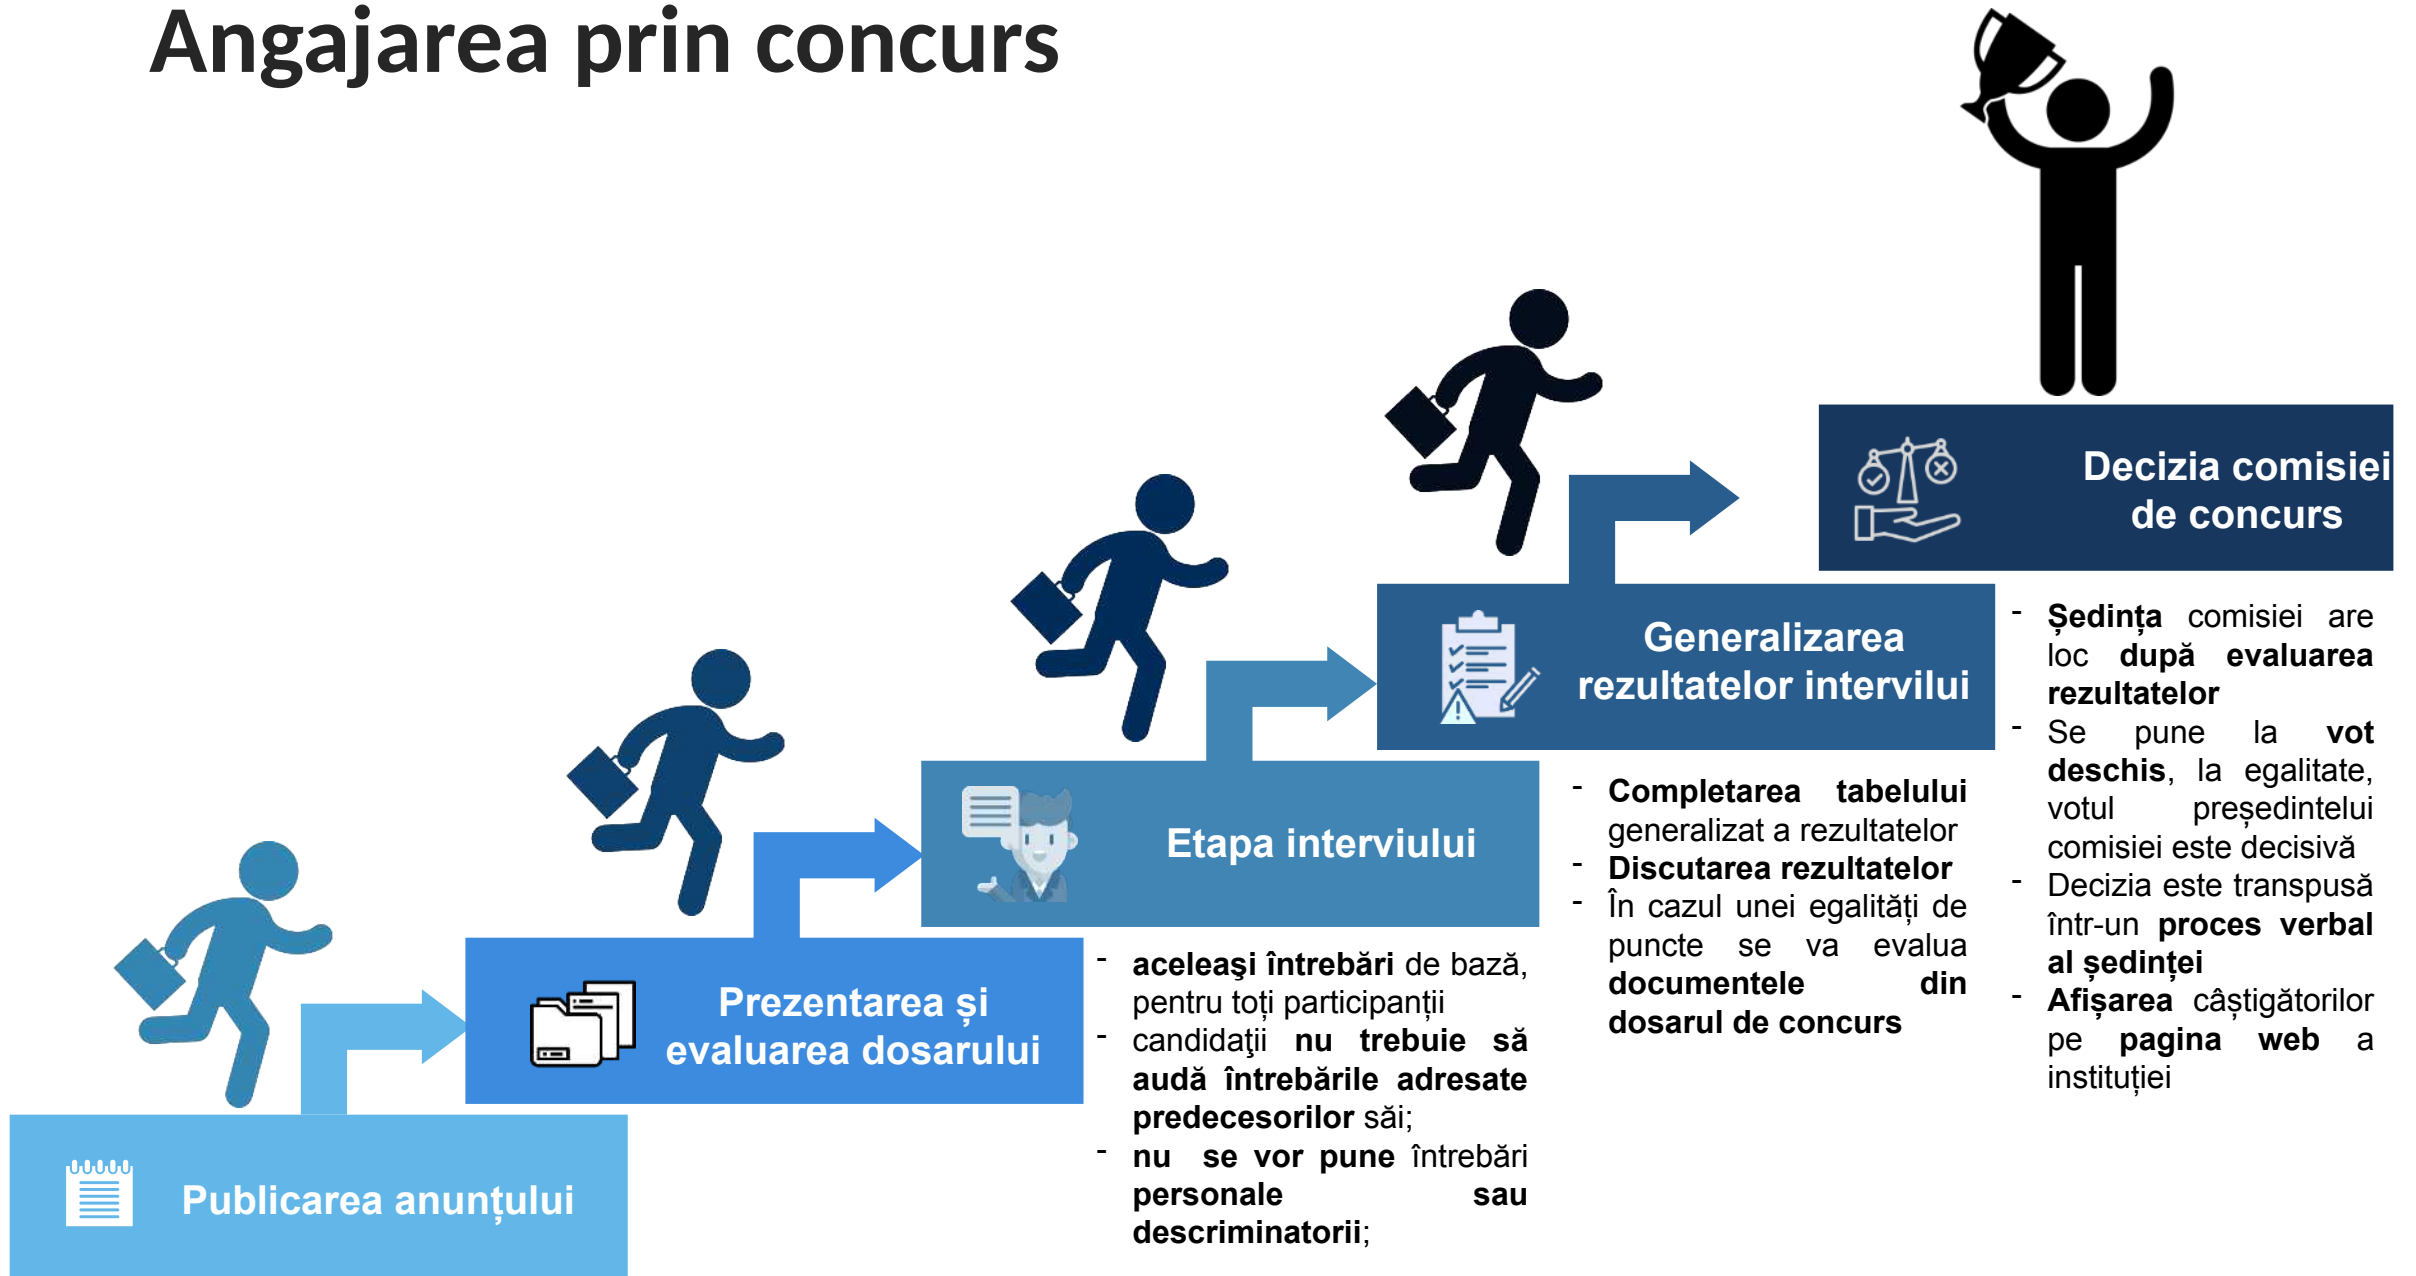 Angajarea prin concurs
Publicarea anunțului
Prezentarea și
evaluarea dosarului
Etapa interviului
- aceleaşi întrebări de bază,
pentru toți participanții
- candidaţii nu trebuie să
audă întrebările adresate
predecesorilor săi;
- nu se vor pune întrebări
personale sau
descriminatorii;
Generalizarea
rezultatelor intervilui
- Completarea tabelului
generalizat a rezultatelor
- Discutarea rezultatelor
- În cazul unei egalități de
puncte se va evalua
documentele din
dosarul de concurs
Decizia comisiei
de concurs
- Ședința comisiei are
loc după evaluarea
rezultatelor
- Se pune la vot
deschis, la egalitate,
votul președintelui
comisiei este decisivă
- Decizia este transpusă
într-un proces verbal
al ședinței
- Afișarea câștigătorilor
pe pagina web a
instituției